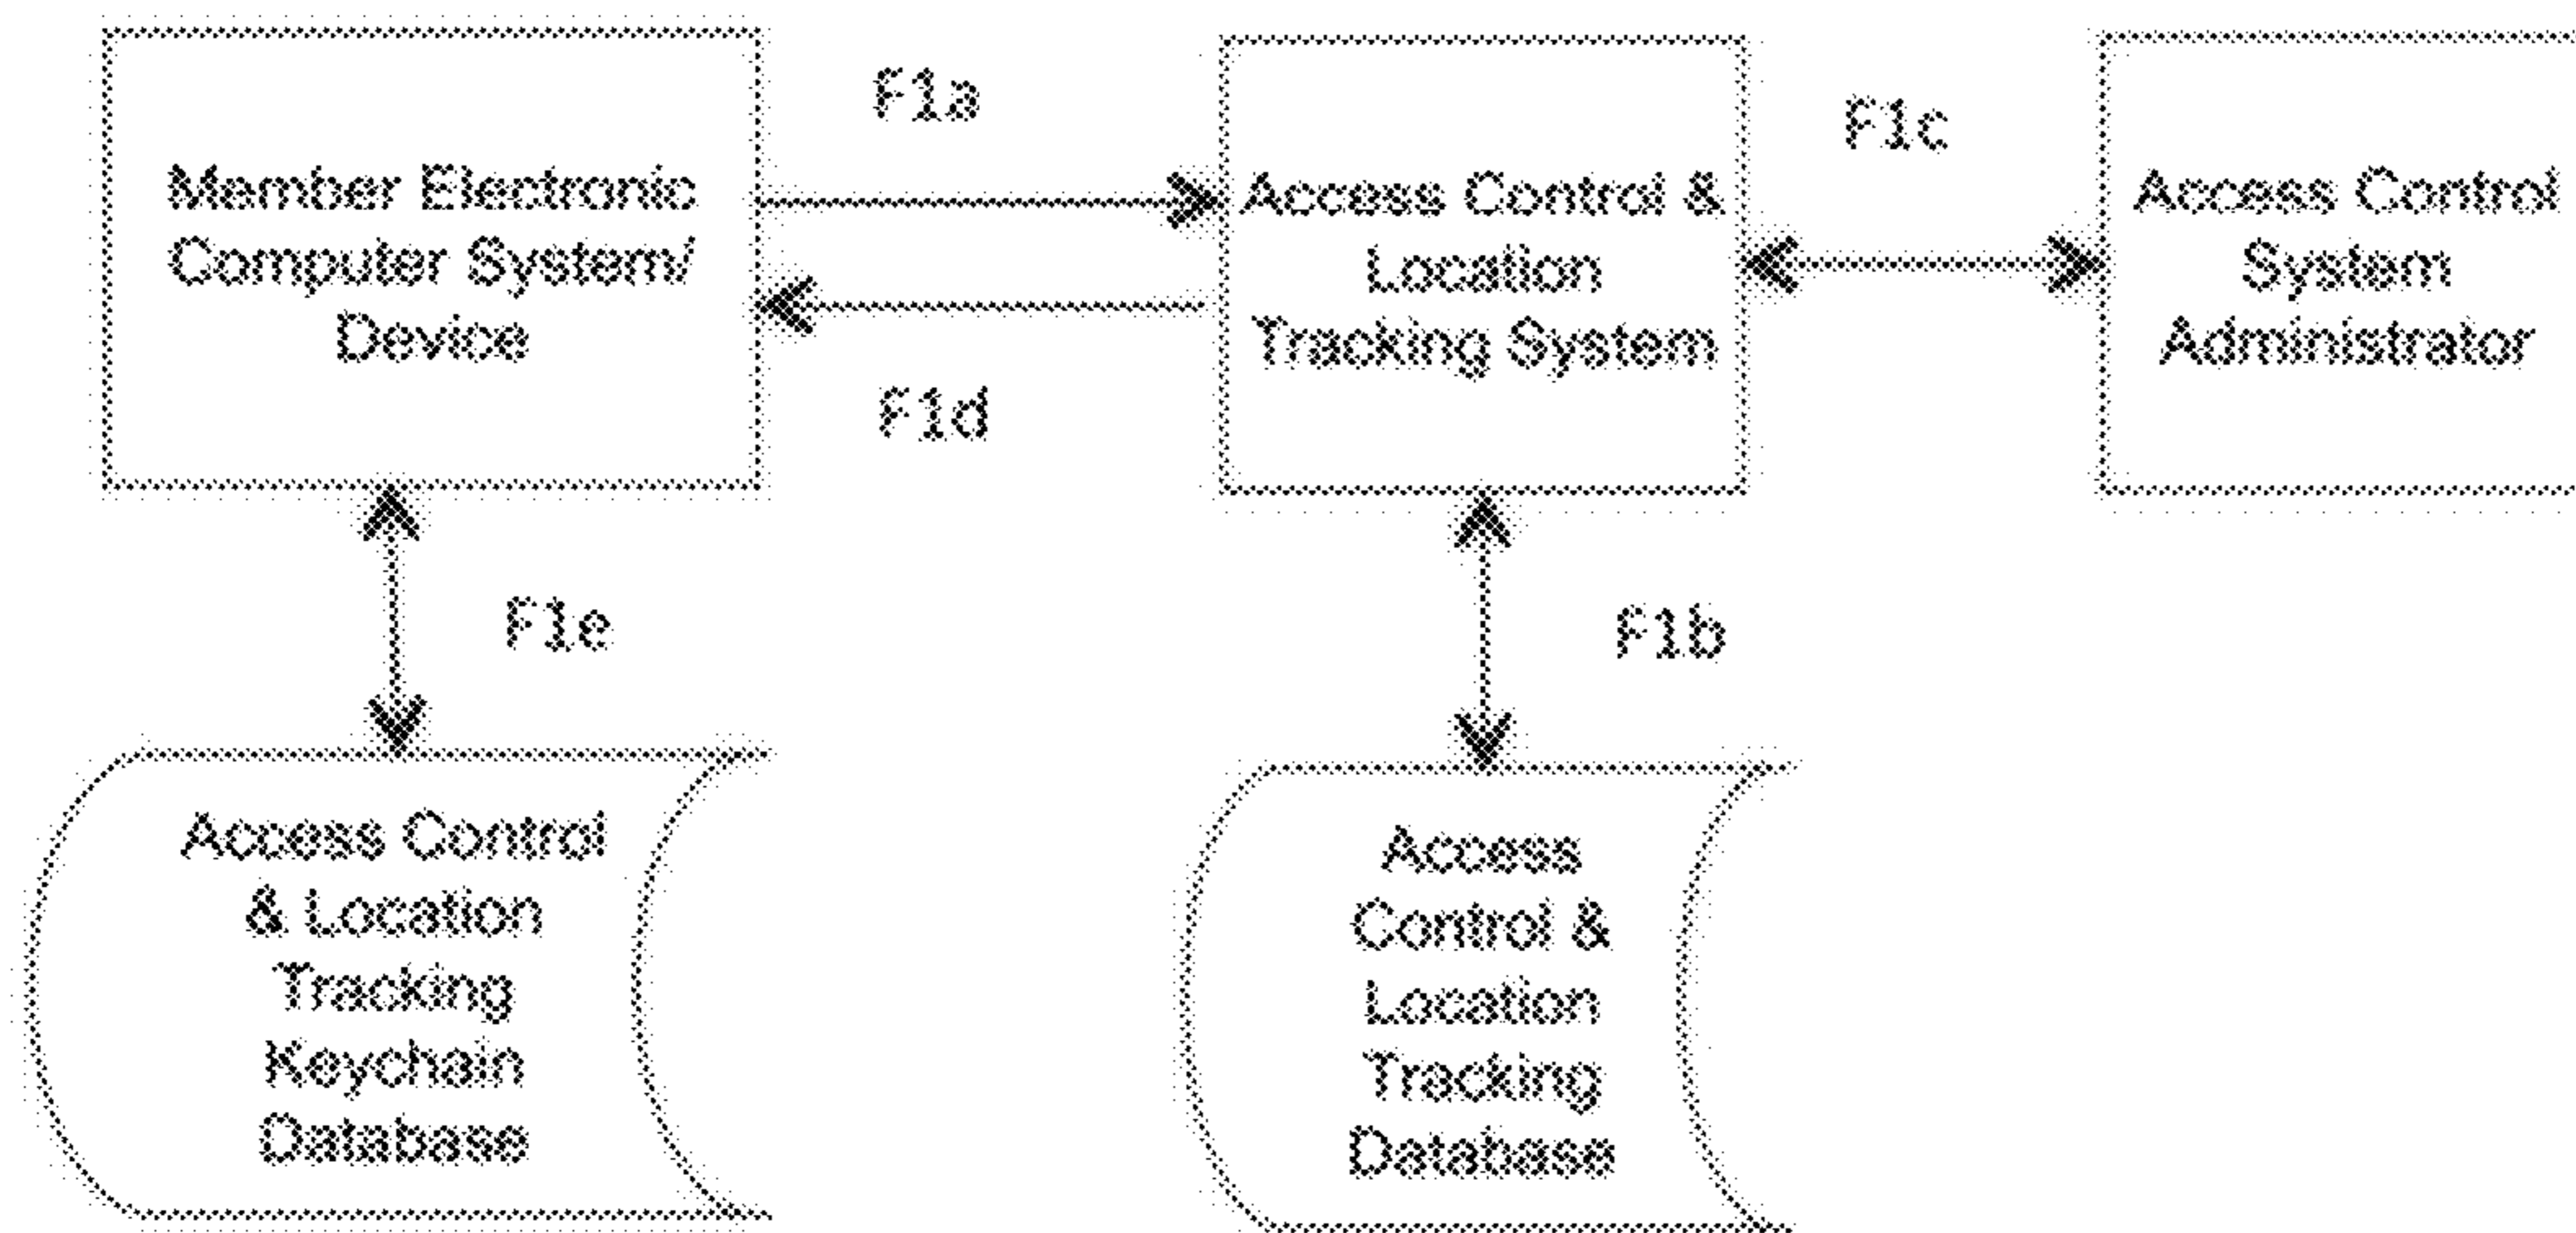 Member Electronic
Computer System/
Device
F1a
F1d
Access Control &
Location
Tracking System
F1c
Access Control
System
Administrator
F1e
F1b
Access Control
& Location
Tracking
Keychain
Database
Access
Control &
Location
Tracking
Database